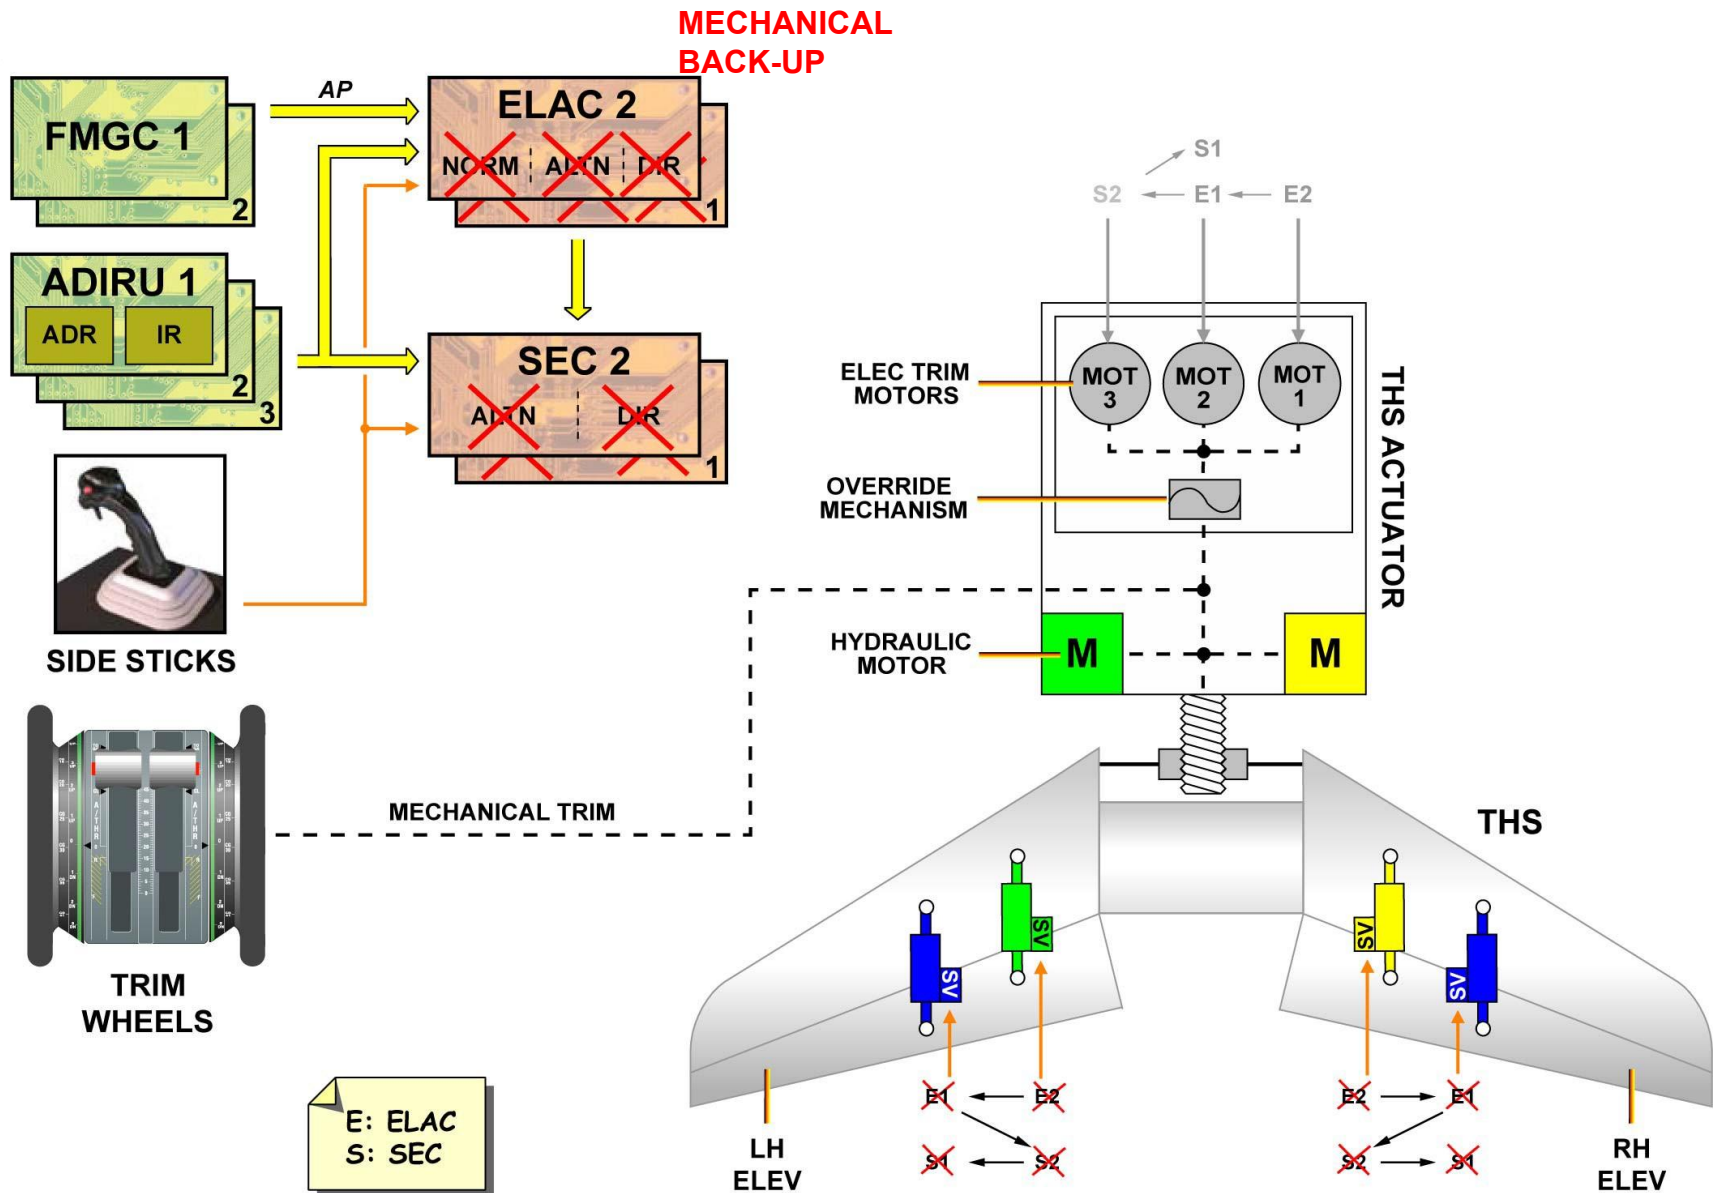 MECHANICAL
BACK-UP
FMGC 1
2
AP
ELAC 2
NORM
ALTN
DIR
1
ADIRU 1
ADR
IR
2
3
SEC 2
ALTN
DIR
1
SIDE STICKS
TRIM
WHEELS
A/THR
A/THR
MECHANICAL TRIM
S1
S2
E1
E2
MOT
3
MOT
2
MOT
1
ELEC TRIM
MOTORS
OVERRIDE
MECHANISM
HYDRAULIC
MOTOR
M
M
THS ACTUATOR
THS
SV
SV
SV
SV
E1
E2
S1
S2
E2
E1
S2
S1
LH
ELEV
RH
ELEV
E: ELAC
S: SEC